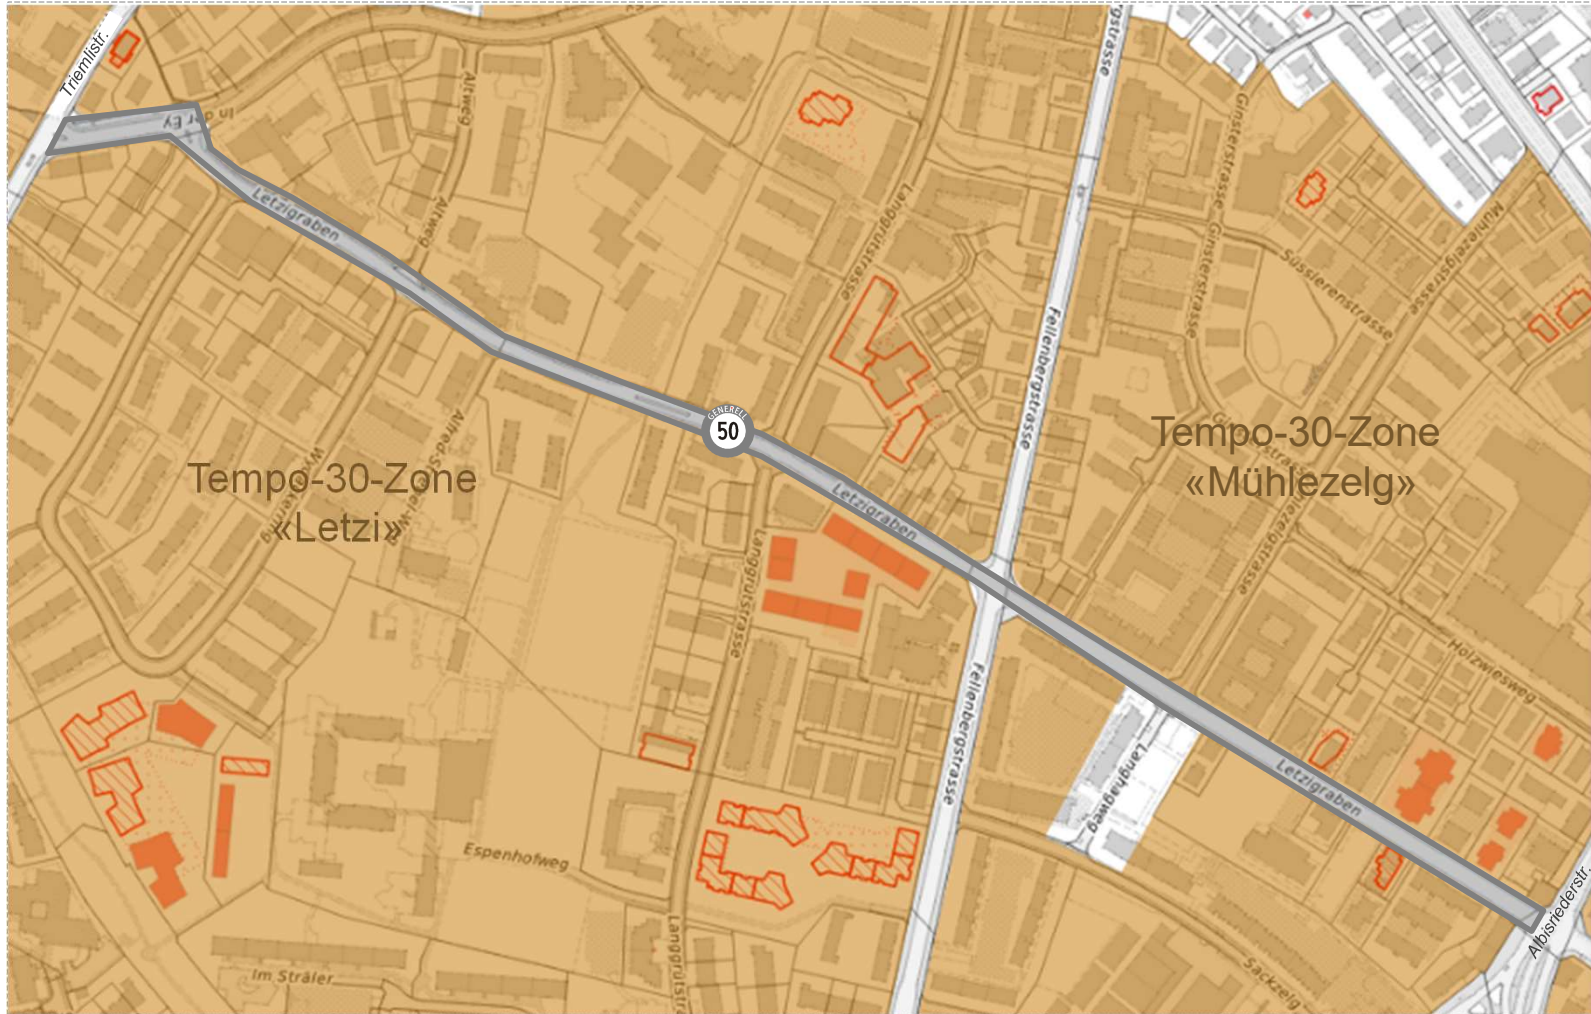 Triemlistr.
In der Ey
Altweg
Altweg
Letzigraben
Langgrütstrasse
Ginsterstrasse
Ginsterstrasse
Süsslerenstrasse
Mühlezelgstrasse
Fellenbergstrasse
GENERELL
50
Tempo-30-Zone
«Letzi»
Tempo-30-Zone
«Mühlezelg»
Letzigraben
Langgrütstrasse
Fellenbergstrasse
Holzwiesweg
Langhagweg
Letzigraben
Espenhofweg
Im Sträler
Sackzelg
Albisriederstr.